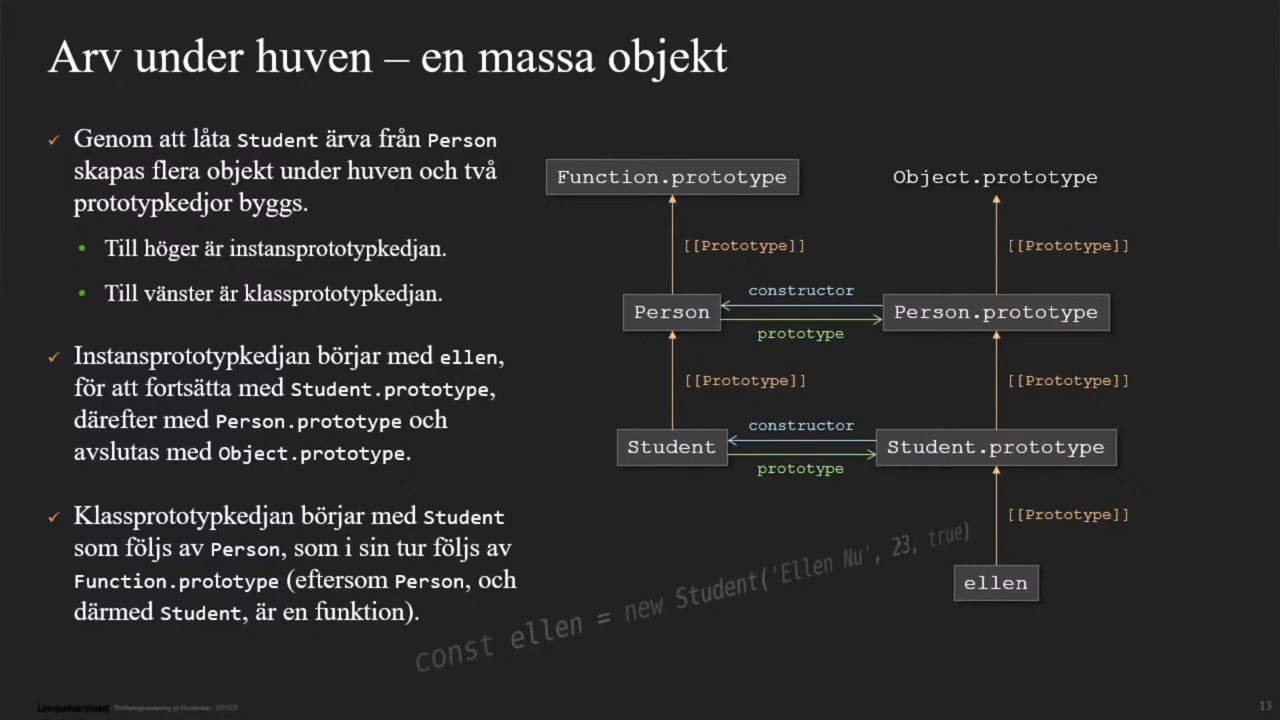 Arv under huven – en massa objekt
Genom att låta Student ärva från Person
skapas flera objekt under huven och två
prototypkedjor byggs.
Till höger är instansprototypkedjan.
Till vänster är klassprototypkedjan.
Instansprototypkedjan börjar med ellen,
för att fortsätta med Student.prototype,
därefter med Person.prototype och
avslutas med Object.prototype.
Klassprototypkedjan börjar med Student
som följs av Person, som i sin tur följs av
Function.prototype (eftersom Person, och
därmed Student, är en funktion).
Function.prototype
Object.prototype
[[Prototype]]
[[Prototype]]
constructor
Person
Person.prototype
prototype
[[Prototype]]
[[Prototype]]
constructor
Student
Student.prototype
prototype
[[Prototype]]
ellen
const ellen = new Student('Ellen Nu', 23, true)
Linnéuniversitetet
13